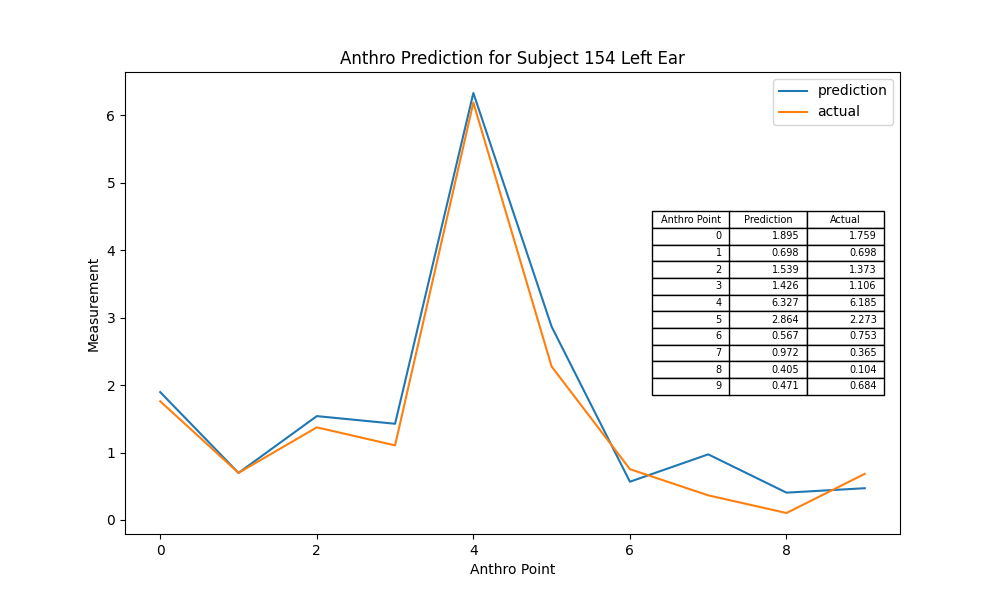 Anthro Prediction for Subject 154 Left Ear
prediction
actual
6
5
4
3
2
1
0
Measurement
Anthro Point Prediction Actual
0 1.895 1.759
1 0.698 0.698
2 1.539 1.373
3 1.426 1.106
4 6.327 6.185
5 2.864 2.273
6 0.567 0.753
7 0.972 0.365
8 0.405 0.104
9 0.471 0.684
0 2 4 6 8
Anthro Point